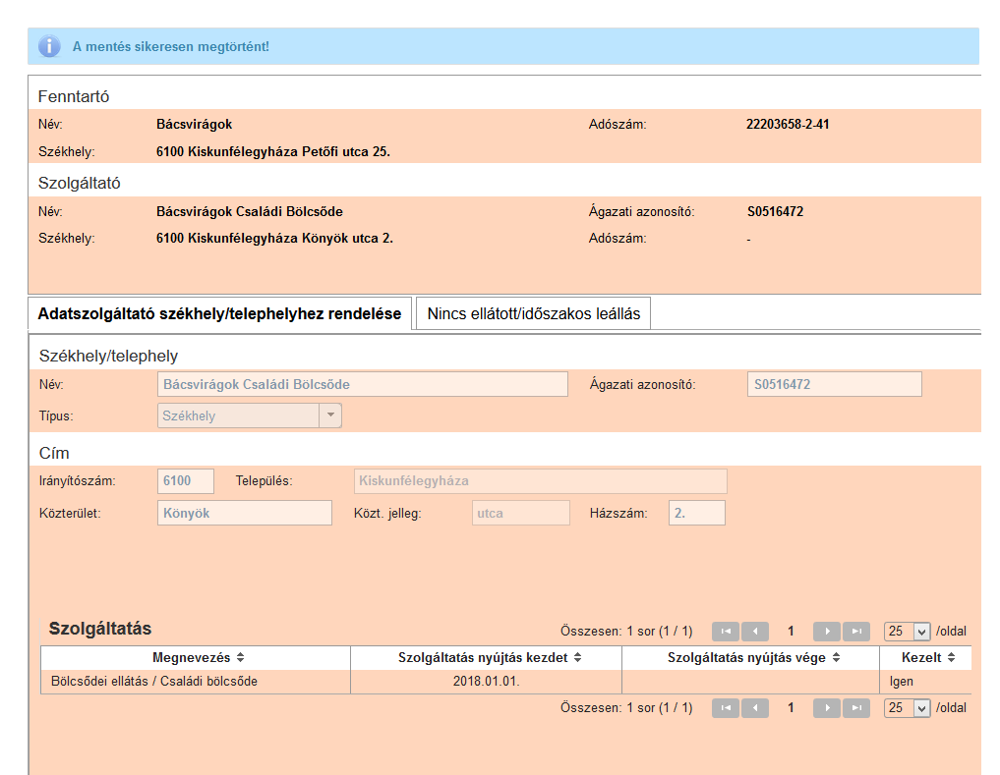 A mentés sikeresen megtörtént!
Fenntartó
Név: Bácsvirágok Adószám: 22203658-2-41
Székhely: 6100 Kiskunfélegyháza Petőfi utca 25.
Szolgáltató
Név: Bácsvirágok Családi Bölcsőde Ágazati azonosító: S0516472
Székhely: 6100 Kiskunfélegyháza Könyök utca 2. Adószám: -
Adatszolgáltató székhely/telephelyhez rendelése Nincs ellátott/időszakos leállás
Székhely/telephely
Név: Bácsvirágok Családi Bölcsőde Ágazati azonosító: S0516472
Típus: Székhely
Cím
Irányítószám: 6100 Település: Kiskunfélegyháza
Közterület: Könyök Közt. jelleg: utca Házszám: 2.
Szolgáltatás Összesen: 1 sor (1 / 1) 1 25 /oldal
Megnevezés Szolgáltatás nyújtás kezdet Szolgáltatás nyújtás vége Kezelt
Bölcsődei ellátás / Családi bölcsőde 2018.01.01. Igen
Összesen: 1 sor (1 / 1) 1 25 /oldal